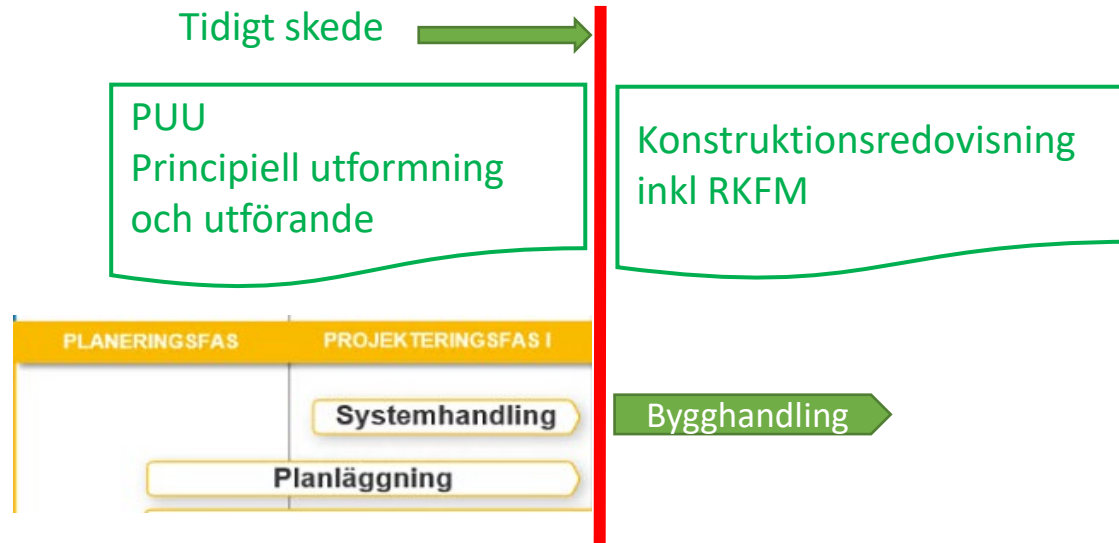 Tidigt skede
PUU
Principiell utformning
och utförande
Konstruktionsredovisning
inkl RKFM
PLANERINGSFAS
PROJEKTERINGSFAS I
Systemhandling
Bygghandling
Planläggning